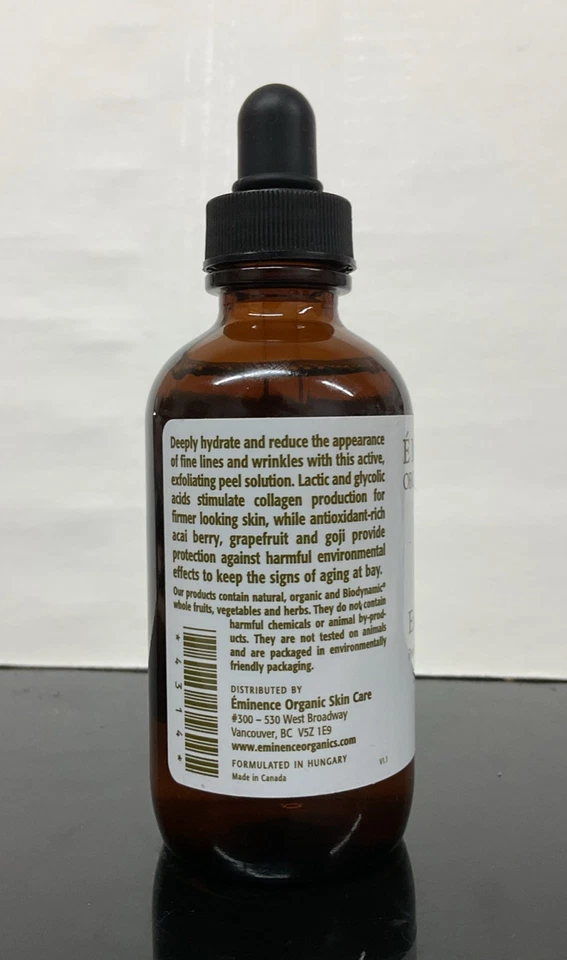 Deeply hydrate and reduce the appearance
of fine lines and wrinkles with this active,
exfoliating peel solution. Lactic and glycolic
acids stimulate collagen production for
firmer looking skin, while antioxidant-rich
acai berry, grapefruit and goji provide
protection against harmful environmental
effects to keep the signs of aging at bay.
Our products contain natural, organic and Biodynamic®
whole fruits, vegetables and herbs. They do not contain
harmful chemicals or animal by-prod-
ucts. They are not tested on animals
and are packaged in environmentally
friendly packaging.
* 4 3 1 4 *
DISTRIBUTED BY
Éminence Organic Skin Care
#300 – 530 West Broadway
Vancouver, BC V5Z 1E9
www.eminenceorganics.com
FORMULATED IN HUNGARY
V1.1
Made in Canada